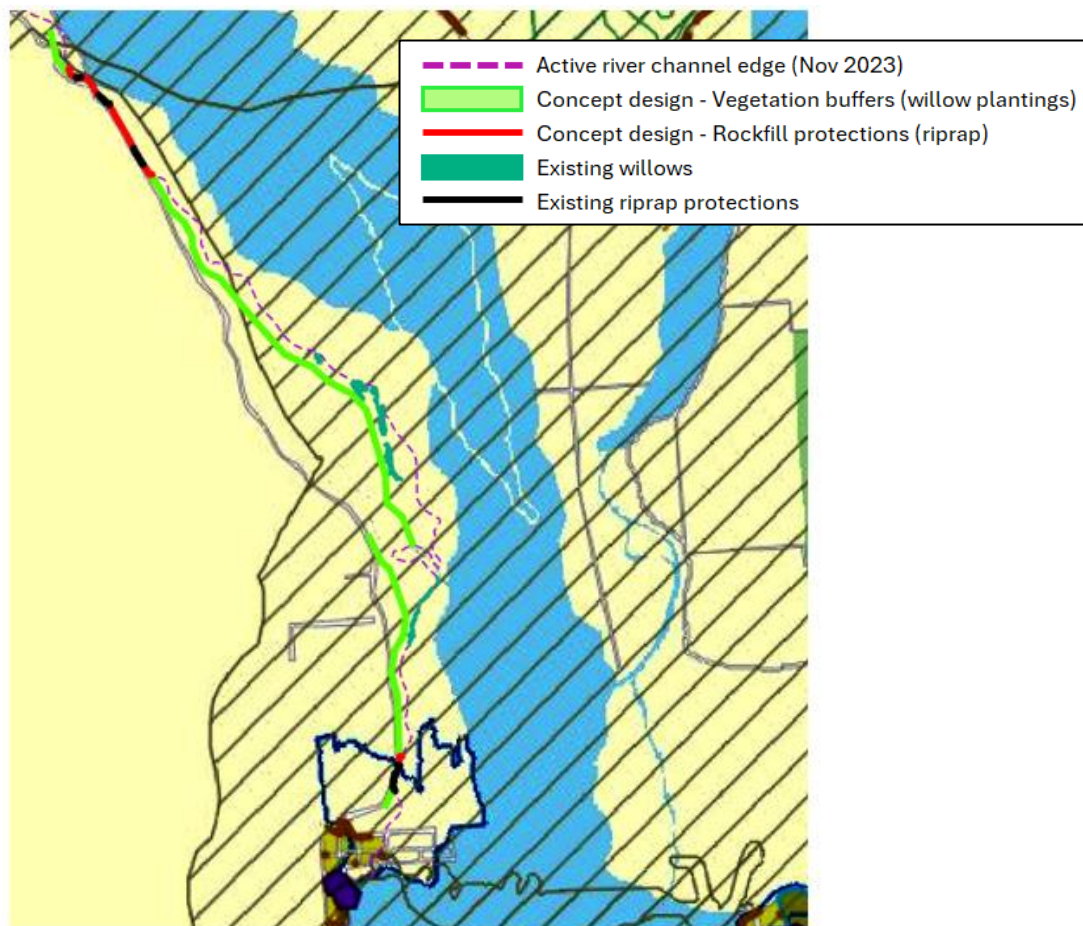 Active river channel edge (Nov 2023)
Concept design - Vegetation buffers (willow plantings)
Concept design - Rockfill protections (riprap)
Existing willows
Existing riprap protections